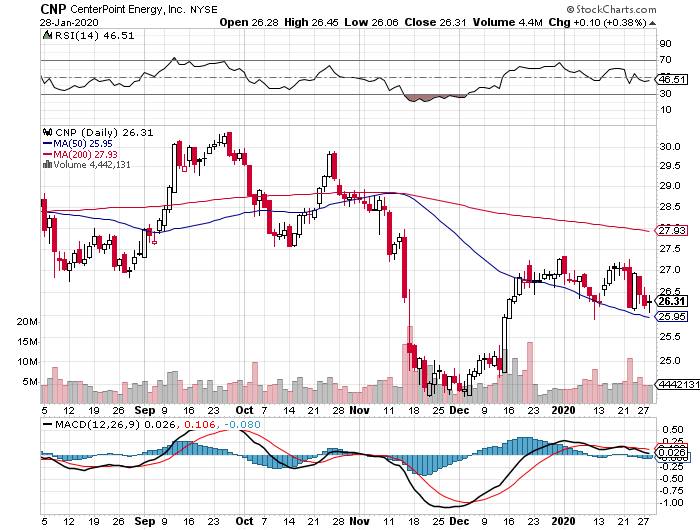 CNP CenterPoint Energy, Inc. NYSE © StockCharts.com
28-Jan-2020 Open 26.28 High 26.45 Low 26.06 Close 26.31 Volume 4.4M Chg +0.10 (+0.38%)
RSI(14) 46.51
90
70
50
46.51
30
10
CNP (Daily) 26.31
MA(50) 25.95
MA(200) 27.93
Volume 4,442,131
30.0
29.5
29.0
28.5
28.0
27.93
27.5
27.0
26.5
26.31
25.95
25.5
25.0
24.5
20M
15M
10M
5M
4442131
5 12 19 26 Sep 9 16 23 Oct 7 14 21 28 Nov 11 18 25 Dec 9 16 23 2020 13 21 27
MACD(12,26,9) 0.026, 0.106, -0.080
0.50
0.25
0.026
-0.25
-0.50
-0.75
-1.00
5 12 19 26 Sep 9 16 23 Oct 7 14 21 28 Nov 11 18 25 Dec 9 16 23 2020 13 21 27